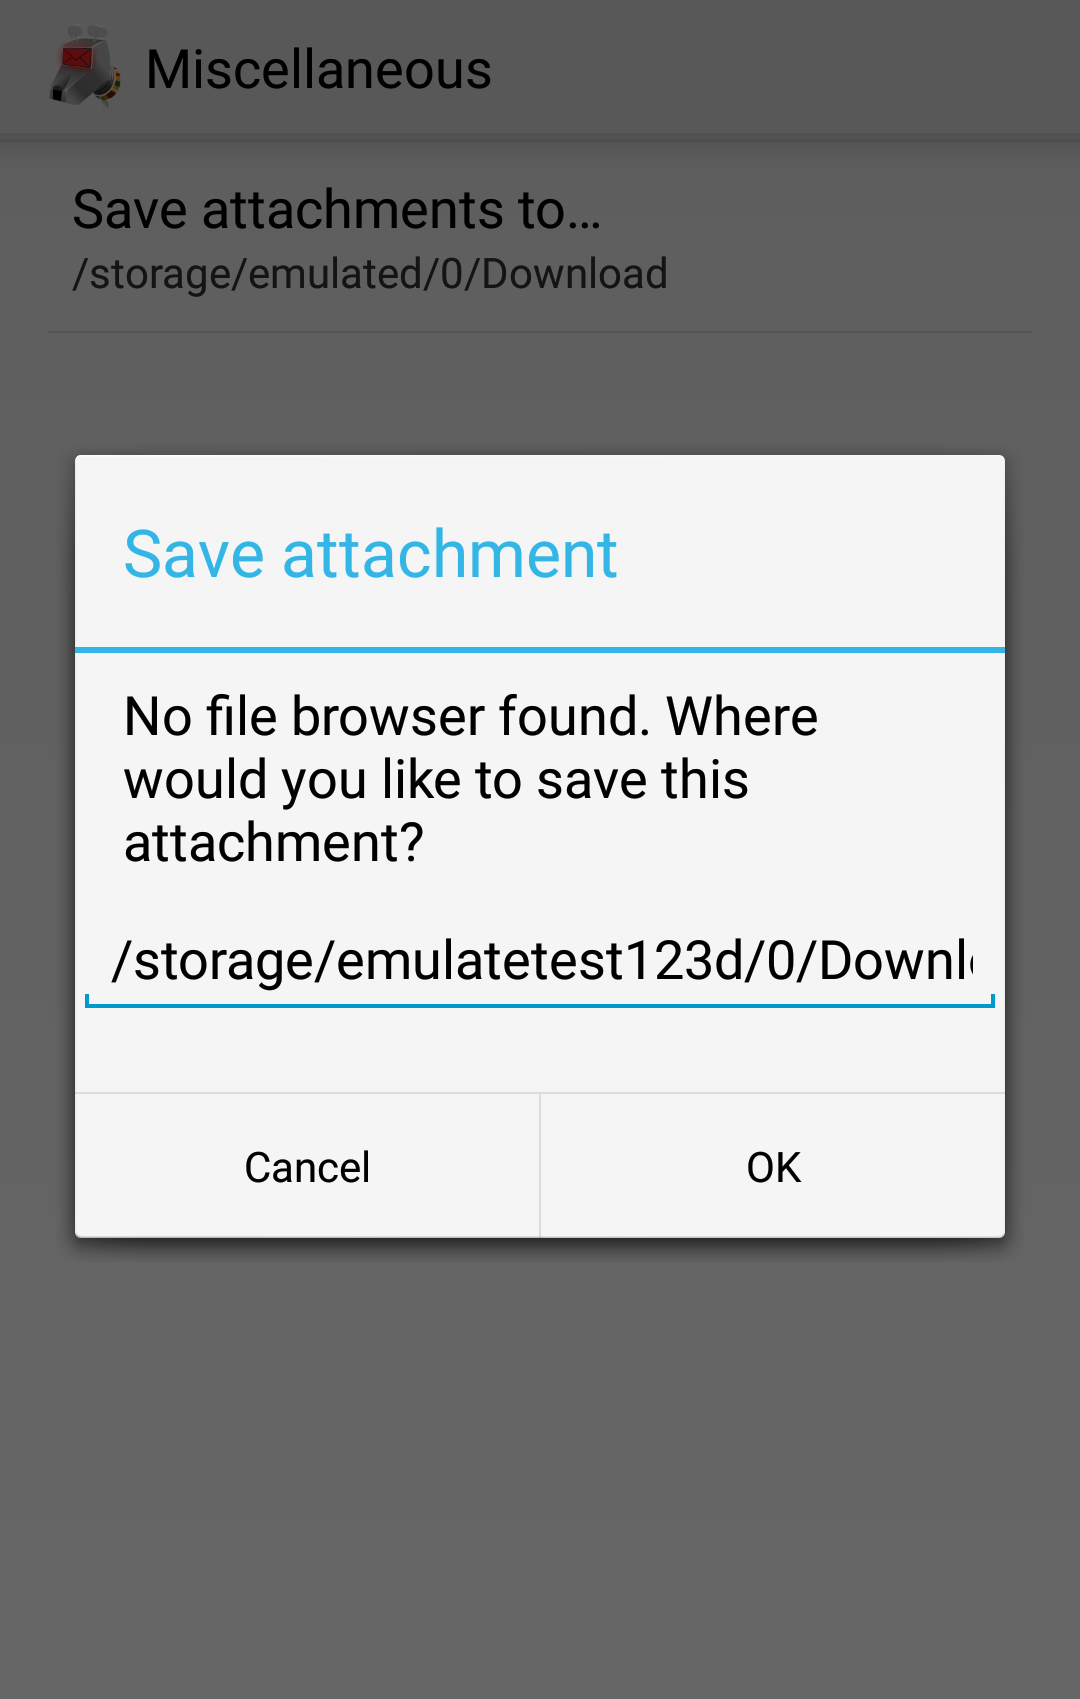 Miscellaneous
Save attachments to...
/storage/emulated/0/Download
Save attachment
No file browser found. Where
would you like to save this
attachment?
/storage/emulatetest123d/0/Downl
Cancel
OK